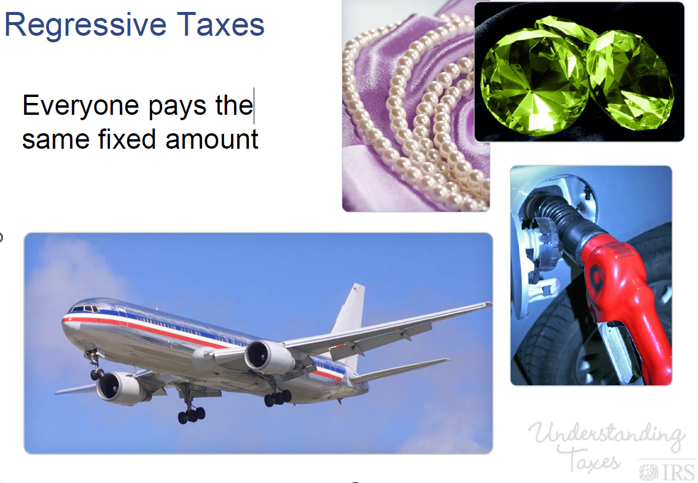 Regressive Taxes
Everyone pays the
same fixed amount
Understanding
Taxes
IRS